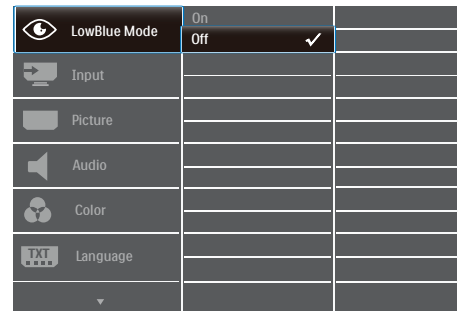 LowBlue Mode
On
Off
Input
Picture
Audio
Color
TXT
Language